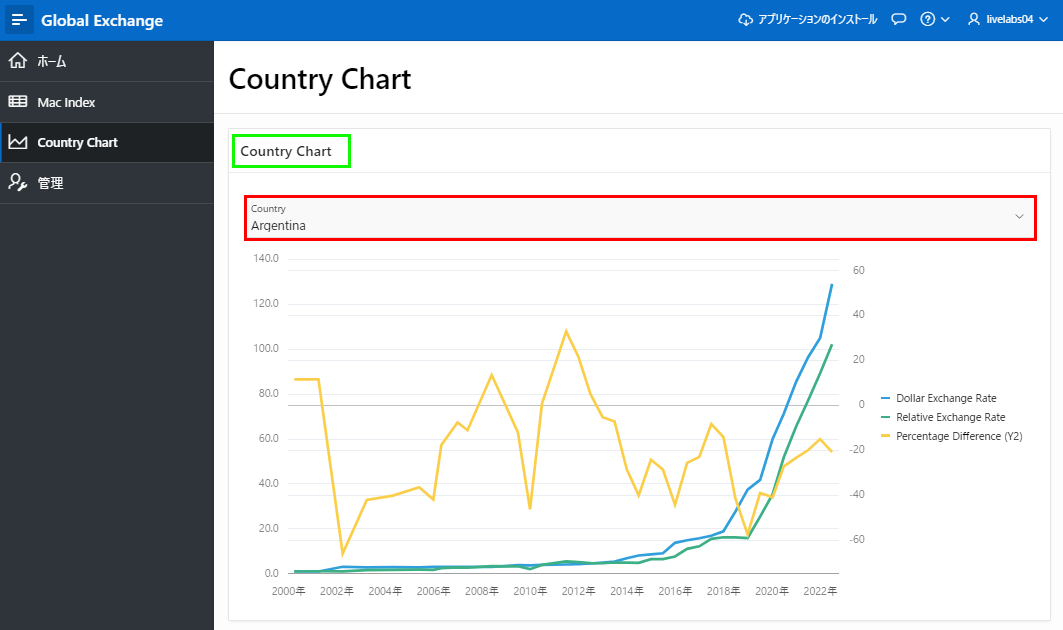 Global Exchange
アプリケーションのインストール
livelabs04
ホーム
Mac Index
Country Chart
管理
Country Chart
Country Chart
Country
Argentina
140.0
120.0
100.0
80.0
60.0
40.0
20.0
0.0
60
40
20
0
-20
-40
-60
2000年 2002年 2004年 2006年 2008年 2010年 2012年 2014年 2016年 2018年 2020年 2022年
Dollar Exchange Rate
Relative Exchange Rate
Percentage Difference (Y2)